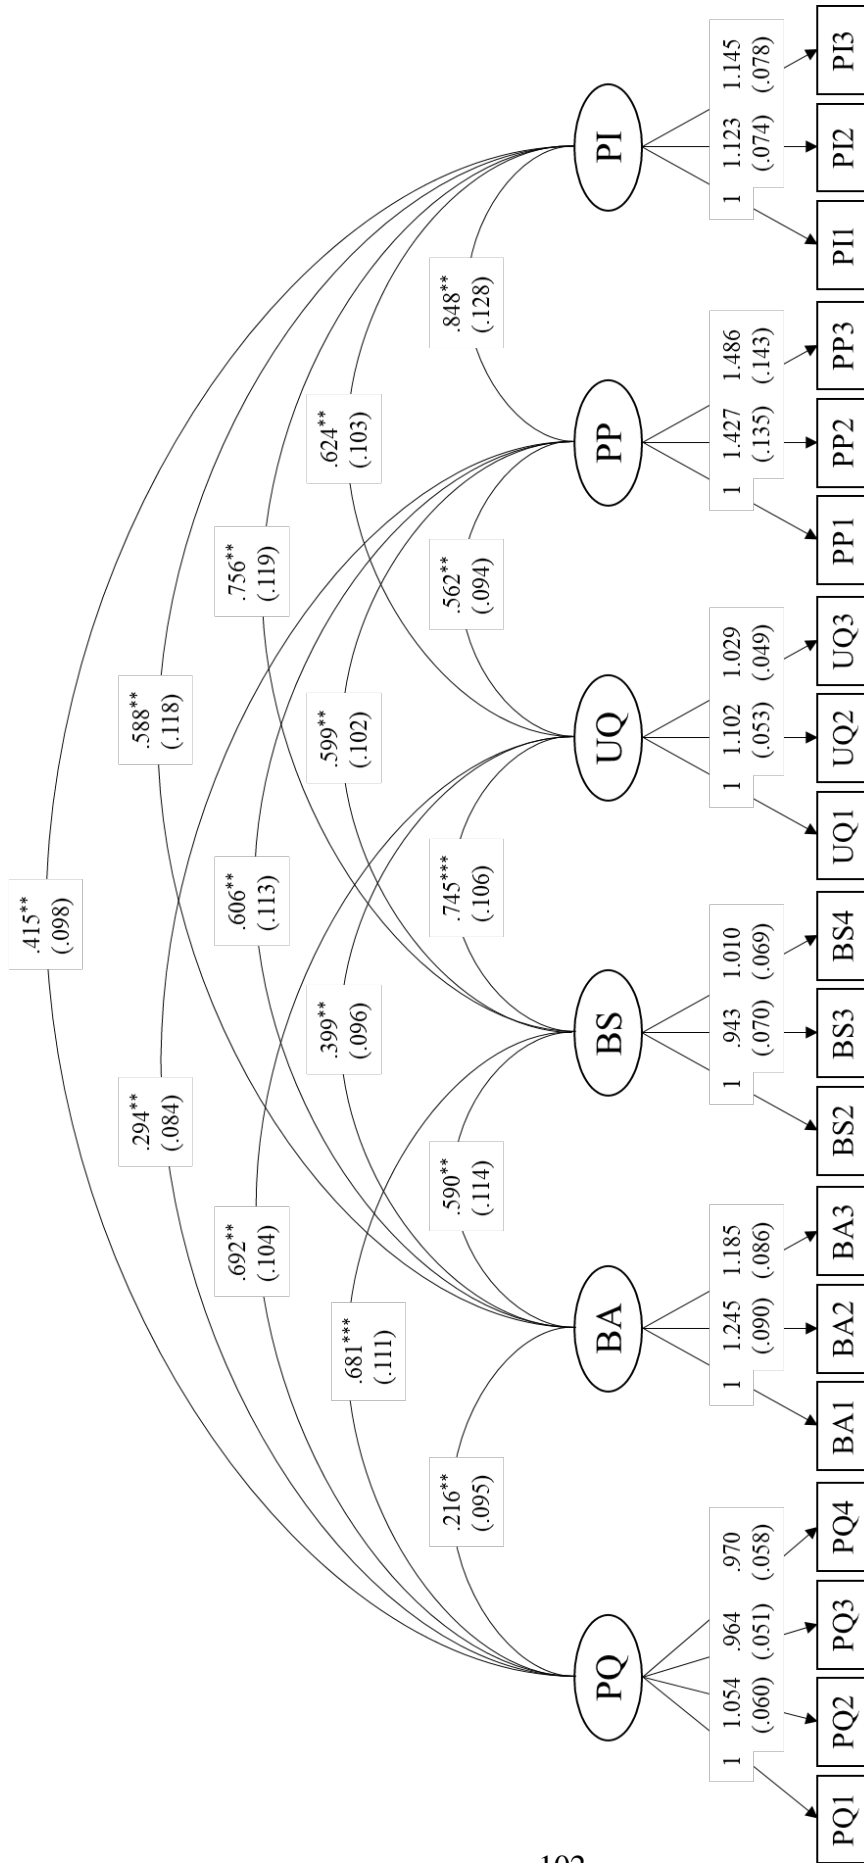 .415**
(.098)
.294**
(.084)
.588**
(.118)
.692**
(.104)
.606**
(.113)
.756**
(.119)
.681***
(.111)
.399**
(.096)
.599**
(.102)
.624**
(.103)
.216**
(.095)
.590**
(.114)
.745***
(.106)
.562**
(.094)
.848**
(.128)
PQ
BA
BS
UQ
PP
PI
1 1.054 .964 .970
(.060) (.051) (.058)
1 1.245 1.185
(.090) (.086)
1 .943 1.010
(.070) (.069)
1 1.102 1.029
(.053) (.049)
1 1.427 1.486
(.135) (.143)
1 1.123 1.145
(.074) (.078)
PQ1 PQ2 PQ3 PQ4 BA1 BA2 BA3 BS2 BS3 BS4 UQ1 UQ2 UQ3 PP1 PP2 PP3 PI1 PI2 PI3
102